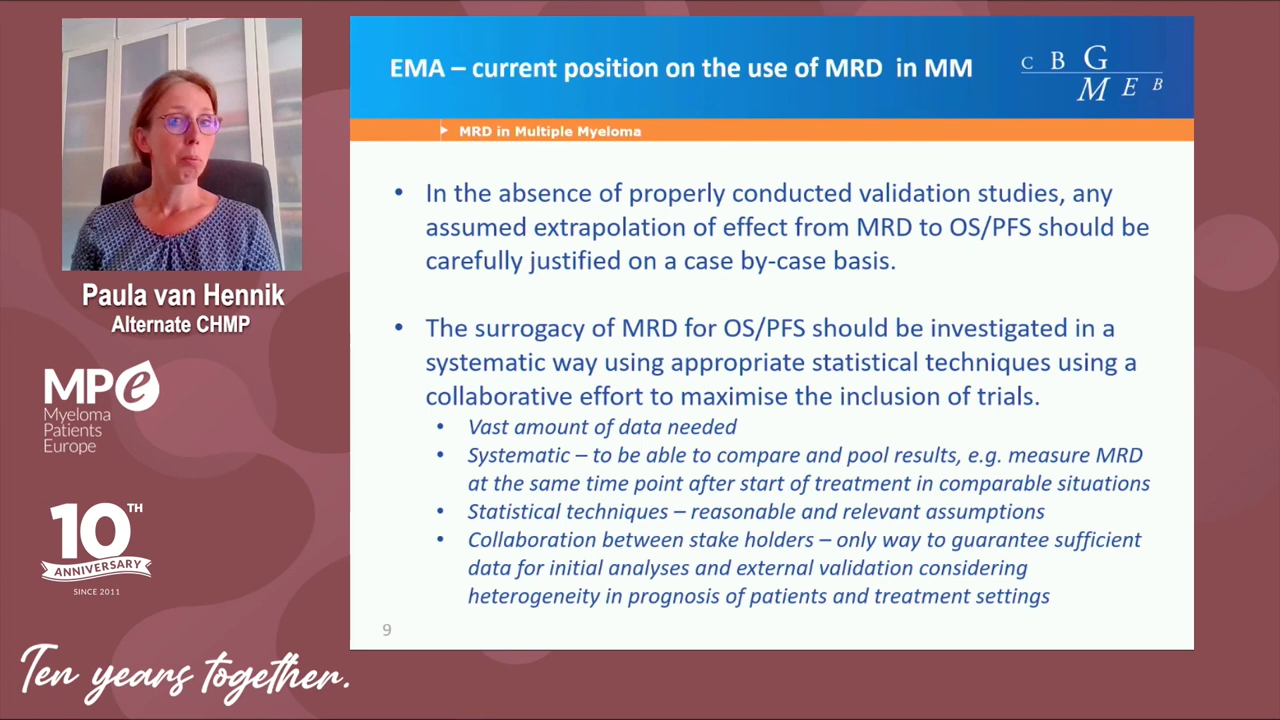 Paula van Hennik
Alternate CHMP
MPe
Myeloma
Patients
Europe
10TH
ANNIVERSARY
SINCE 2011
Ten years together.
EMA – current position on the use of MRD in MM
C B G
M E B
MRD in Multiple Myeloma
• In the absence of properly conducted validation studies, any
assumed extrapolation of effect from MRD to OS/PFS should be
carefully justified on a case by-case basis.
• The surrogacy of MRD for OS/PFS should be investigated in a
systematic way using appropriate statistical techniques using a
collaborative effort to maximise the inclusion of trials.
• Vast amount of data needed
• Systematic – to be able to compare and pool results, e.g. measure MRD
at the same time point after start of treatment in comparable situations
• Statistical techniques – reasonable and relevant assumptions
• Collaboration between stake holders – only way to guarantee sufficient
data for initial analyses and external validation considering
heterogeneity in prognosis of patients and treatment settings
9